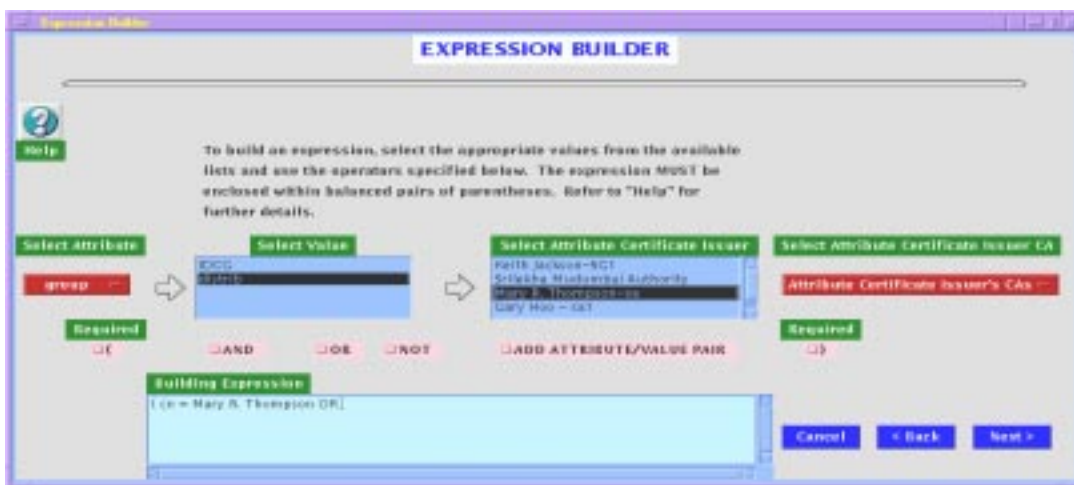 Expression Builder
EXPRESSION BUILDER
Help
To build an expression, select the appropriate values from the available
lists and use the operators specified below. The expression MUST be
enclosed within balanced pairs of parentheses. Refer to "Help" for
further details.
Select Attribute
Select Value
Select Attribute Certificate Issuer
Select Attribute Certificate Issuer CA
group
Keith Jackson-
Srilekha Mudumbai Authority
Mary R. Thompson-
Gary Hoo -
Attribute Certificate Issuer's CAs
Required
Required
(
AND
OR
NOT
ADD ATTRIBUTE/VALUE PAIR
)
Building Expression
( cn = Mary R. Thompson OR
Cancel
< Back
Next >